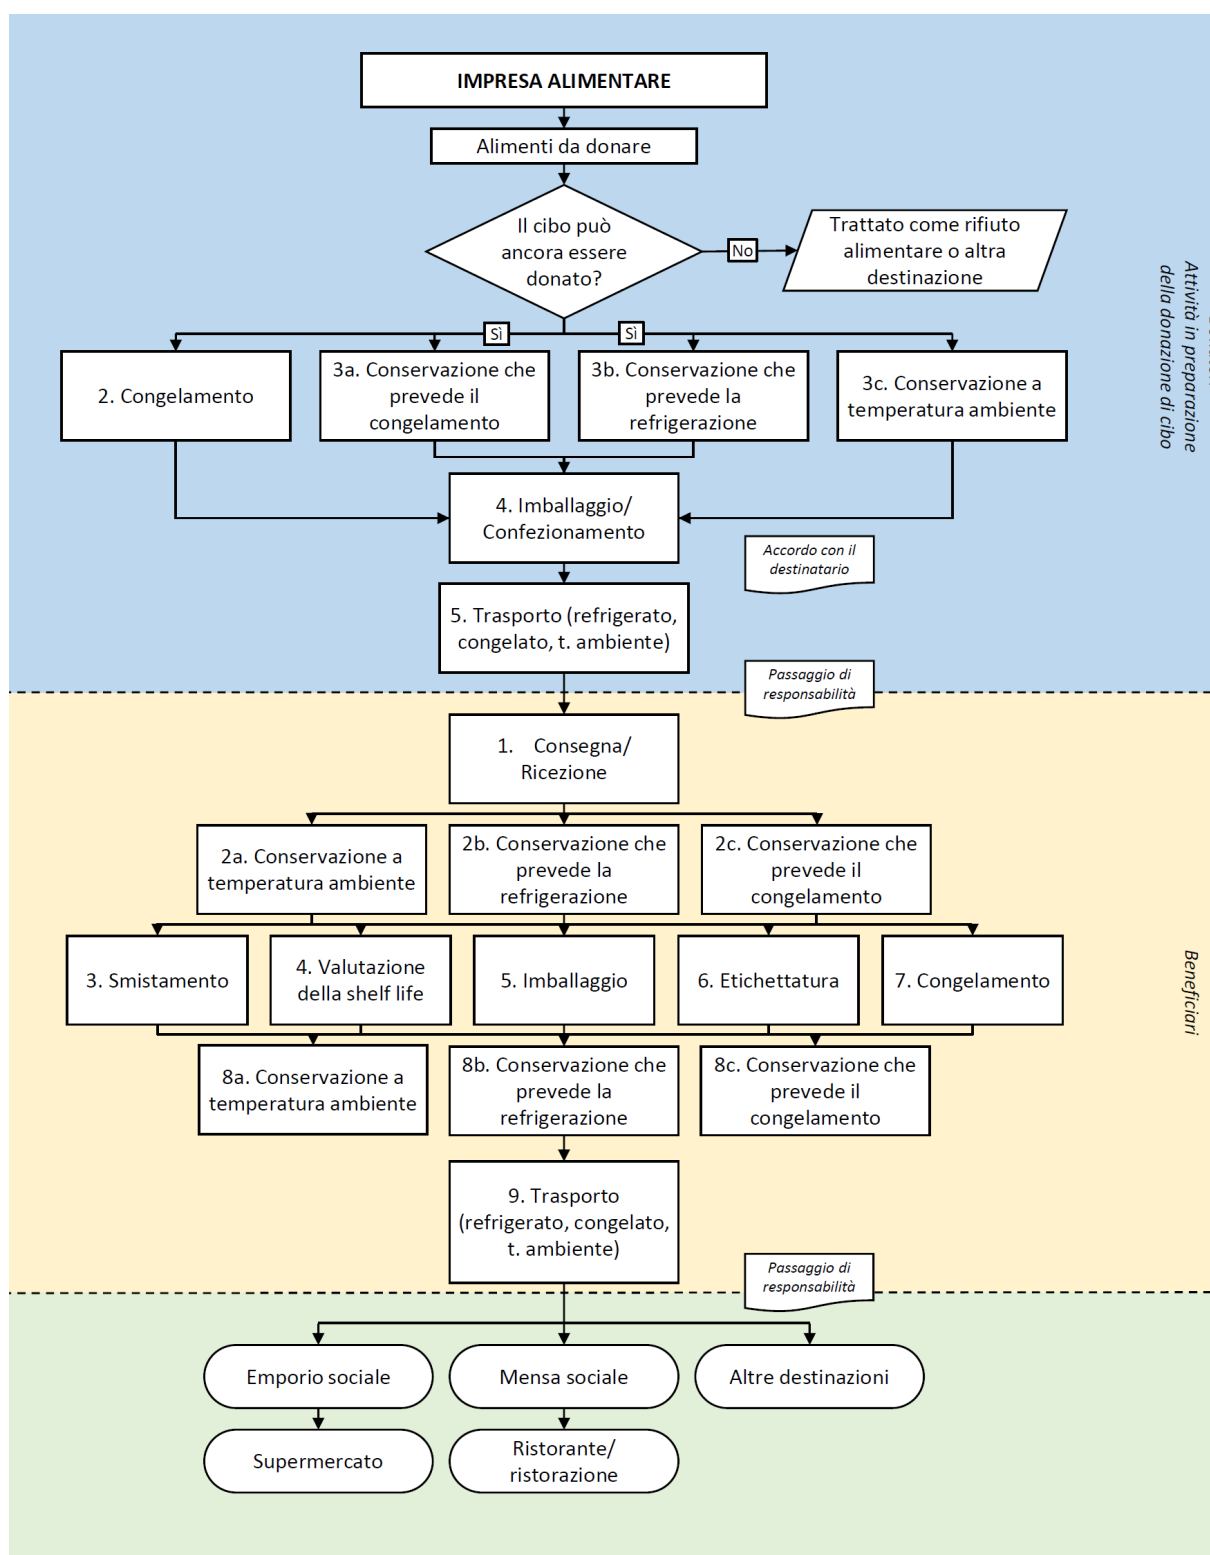 IMPRESA ALIMENTARE
Alimenti da donare
Il cibo può
ancora essere
donato?
No
Trattato come rifiuto
alimentare o altra
destinazione
Attività in preparazione
della donazione di cibo
Sì
Sì
2. Congelamento
3a. Conservazione che
prevede il
congelamento
3b. Conservazione che
prevede la
refrigerazione
3c. Conservazione a
temperatura ambiente
4. Imballaggio/
Confezionamento
Accordo con il
destinatario
5. Trasporto (refrigerato,
congelato, t. ambiente)
Passaggio di
responsabilità
1. Consegna/
Ricezione
2a. Conservazione a
temperatura ambiente
2b. Conservazione che
prevede la
refrigerazione
2c. Conservazione che
prevede il
congelamento
3. Smistamento
4. Valutazione
della shelf life
5. Imballaggio
6. Etichettatura
7. Congelamento
Beneficiari
8a. Conservazione a
temperatura ambiente
8b. Conservazione che
prevede la
refrigerazione
8c. Conservazione che
prevede il
congelamento
9. Trasporto
(refrigerato, congelato,
t. ambiente)
Passaggio di
responsabilità
Emporio sociale
Mensa sociale
Altre destinazioni
Supermercato
Ristorante/
ristorazione